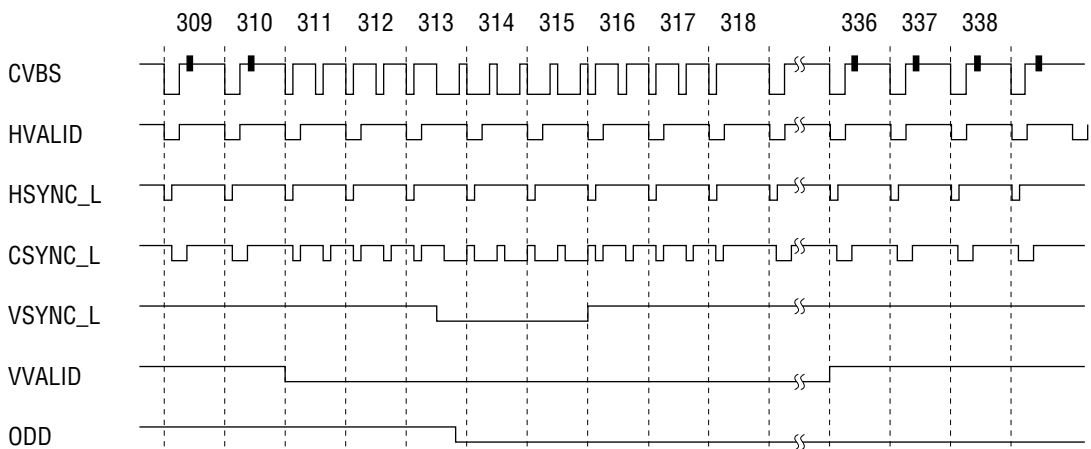 309 310 311 312 313 314 315 316 317 318 336 337 338
CVBS
HVALID
HSYNC_L
CSYNC_L
VSYNC_L
VVALID
ODD